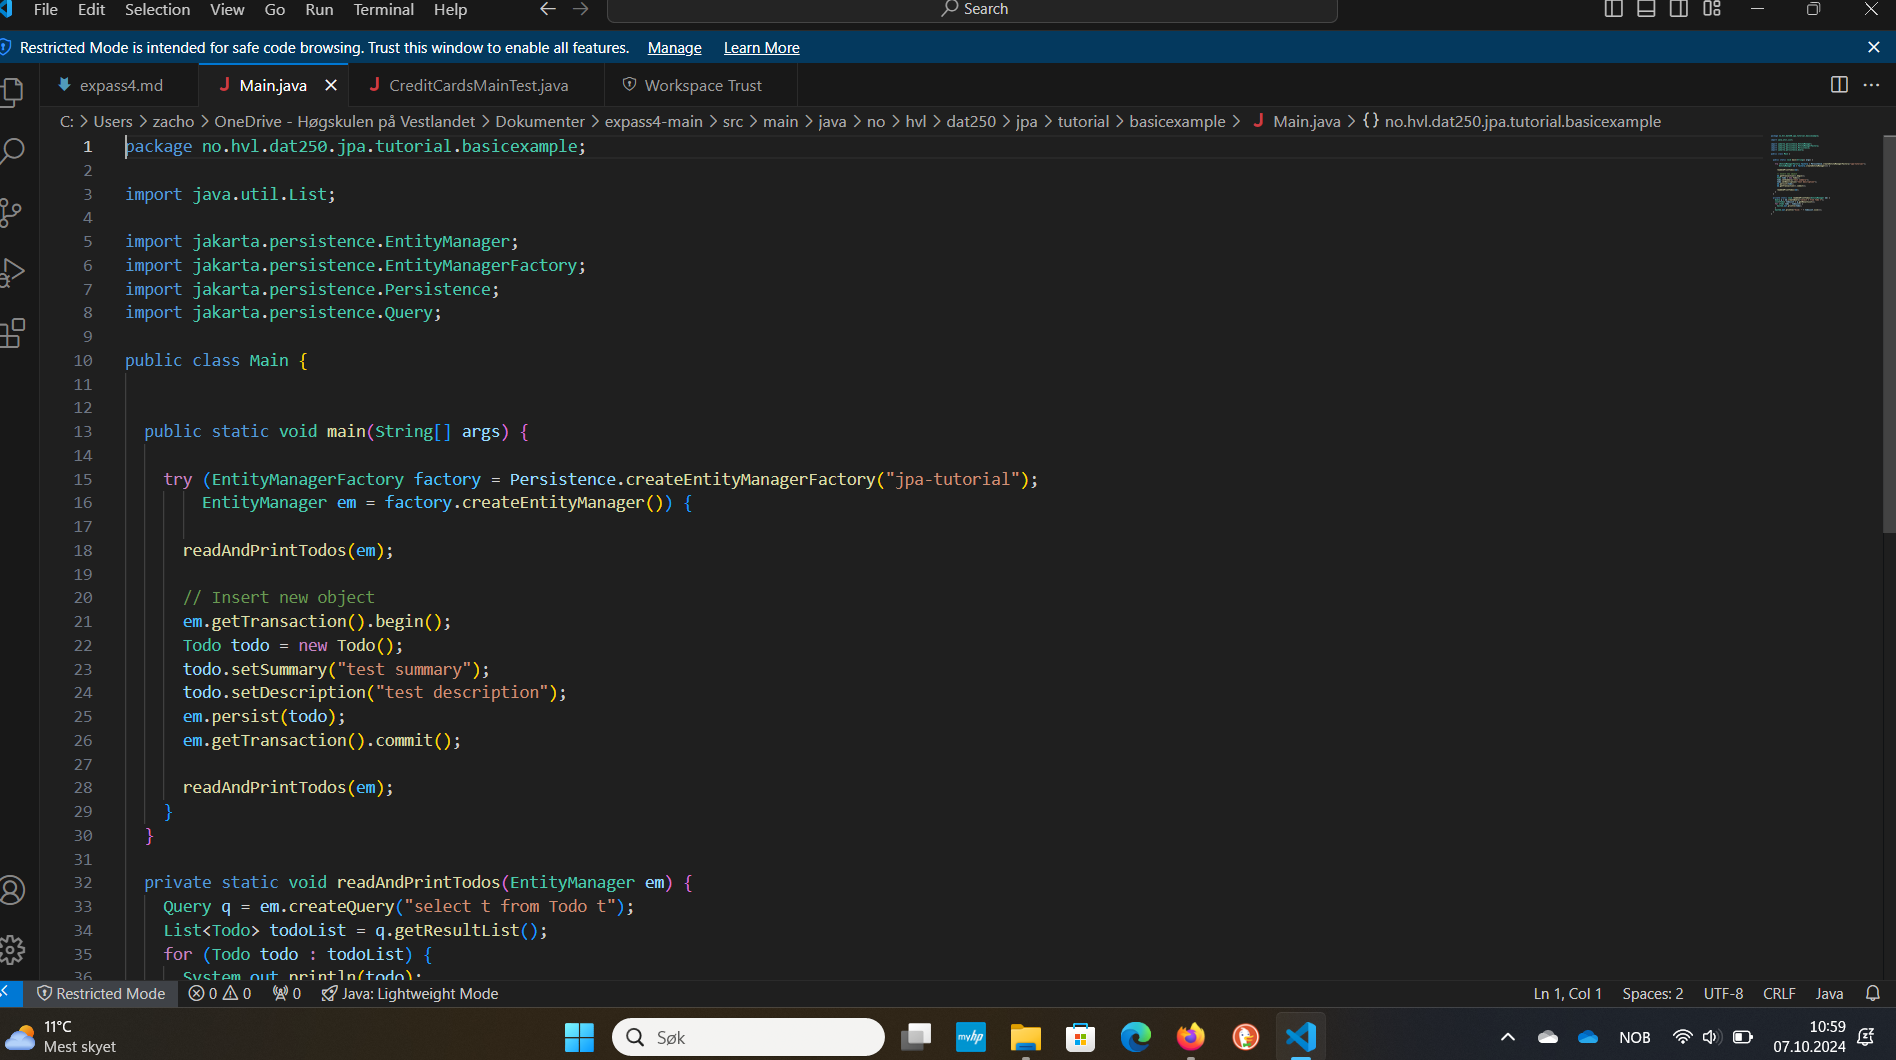 File Edit Selection View Go Run Terminal Help Search
Restricted Mode is intended for safe code browsing. Trust this window to enable all features. Manage Learn More
expass4.md Main.java CreditCardsMainTest.java Workspace Trust
C: > Users > zacho > OneDrive - Høgskulen på Vestlandet > Dokumenter > expass4-main > src > main > java > no > hvl > dat250 > jpa > tutorial > basicexample > Main.java > {} no.hvl.dat250.jpa.tutorial.basicexample
1 package no.hvl.dat250.jpa.tutorial.basicexample;
2
3 import java.util.List;
4
5 import jakarta.persistence.EntityManager;
6 import jakarta.persistence.EntityManagerFactory;
7 import jakarta.persistence.Persistence;
8 import jakarta.persistence.Query;
9
10 public class Main {
11
12
13 public static void main(String[] args) {
14
15 try (EntityManagerFactory factory = Persistence.createEntityManagerFactory("jpa-tutorial");
16 EntityManager em = factory.createEntityManager()) {
17
18 readAndPrintTodos(em);
19
20 // Insert new object
21 em.getTransaction().begin();
22 Todo todo = new Todo();
23 todo.setSummary("test summary");
24 todo.setDescription("test description");
25 em.persist(todo);
26 em.getTransaction().commit();
27
28 readAndPrintTodos(em);
29 }
30 }
31
32 private static void readAndPrintTodos(EntityManager em) {
33 Query q = em.createQuery("select t from Todo t");
34 List<Todo> todoList = q.getResultList();
35 for (Todo todo : todoList) {
36 System.out.println(todo);
Restricted Mode 0 0 0 Java: Lightweight Mode Ln 1, Col 1 Spaces: 2 UTF-8 CRLF Java
11°C
Mest skyet
Søk
myhp
NOB
10:59
07.10.2024